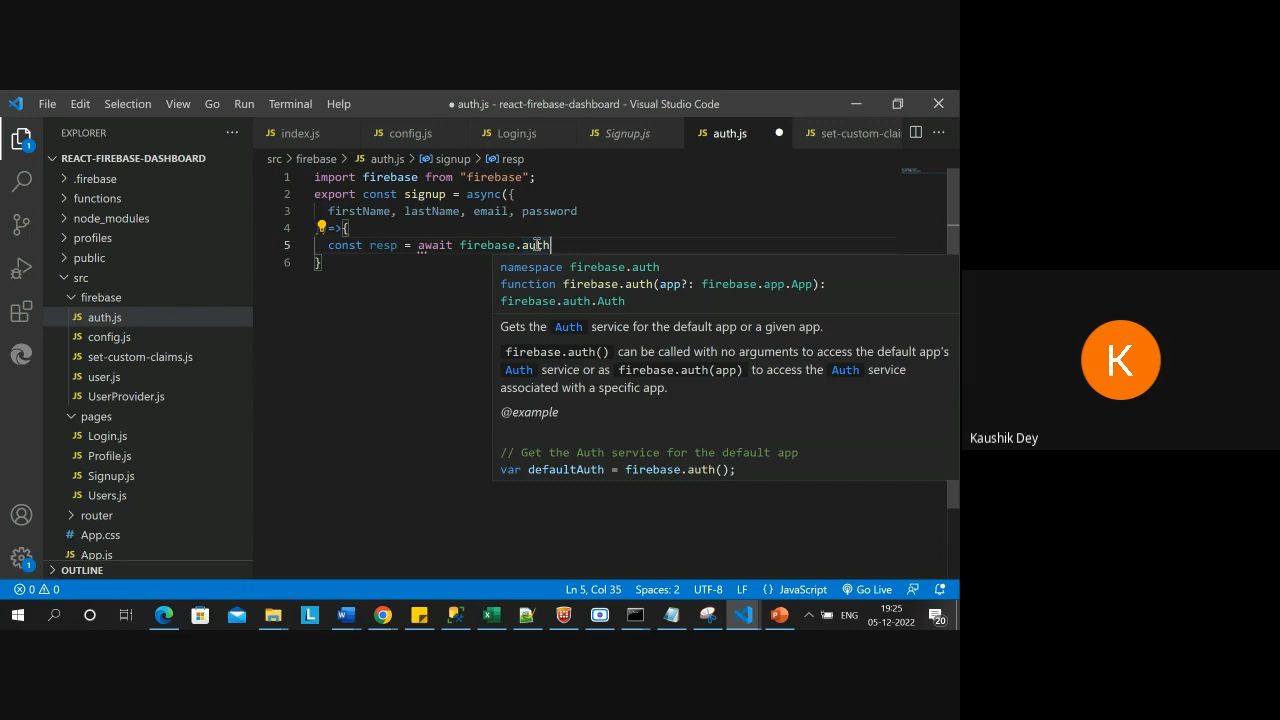 File Edit Selection View Go Run Terminal Help
● auth.js - react-firebase-dashboard - Visual Studio Code
EXPLORER
REACT-FIREBASE-DASHBOARD
.firebase
functions
node_modules
profiles
public
src
firebase
JS auth.js
JS config.js
JS set-custom-claims.js
JS user.js
JS UserProvider.js
pages
JS Login.js
JS Profile.js
JS Signup.js
JS Users.js
router
# App.css
JS App.js
OUTLINE
1
1
JS index.js JS config.js JS Login.js JS Signup.js JS auth.js ● JS set-custom-clai
src > firebase > JS auth.js > signup > resp
1 import firebase from "firebase";
2 export const signup = async({
3 firstName, lastName, email, password
4 =>{
5 const resp = await firebase.auth
6 }
namespace firebase.auth
function firebase.auth(app?: firebase.app.App):
firebase.auth.Auth
Gets the Auth service for the default app or a given app.
firebase.auth() can be called with no arguments to access the default app's
Auth service or as firebase.auth(app) to access the Auth service
associated with a specific app.
@example
// Get the Auth service for the default app
var defaultAuth = firebase.auth();
0 0 Ln 5, Col 35 Spaces: 2 UTF-8 LF {} JavaScript Go Live
ENG 19:25
05-12-2022
20
K
Kaushik Dey